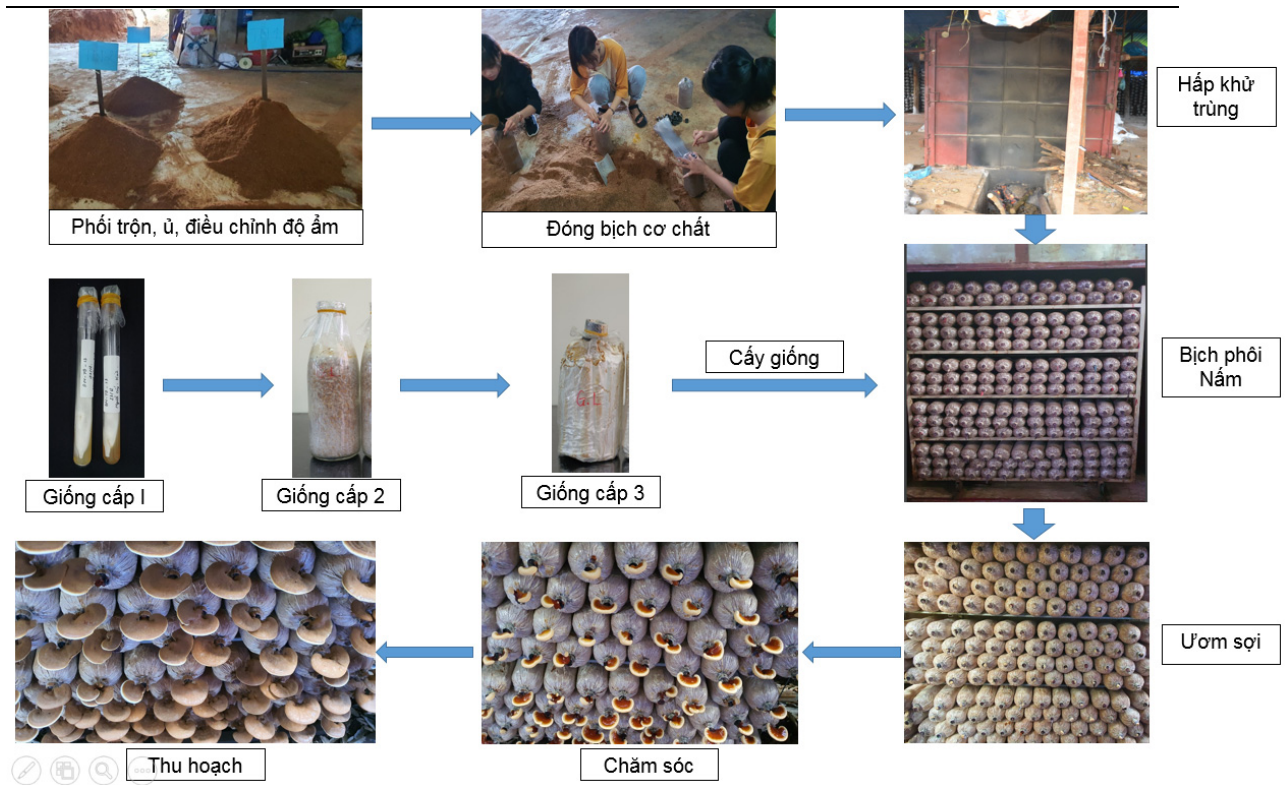 Phối trộn, ủ, điều chỉnh độ ẩm
Đóng bịch cơ chất
Hấp khử
trùng
Giống cấp I
Giống cấp 2
Giống cấp 3
Cấy giống
Bịch phôi
Nấm
Ươm sợi
Chăm sóc
Thu hoạch